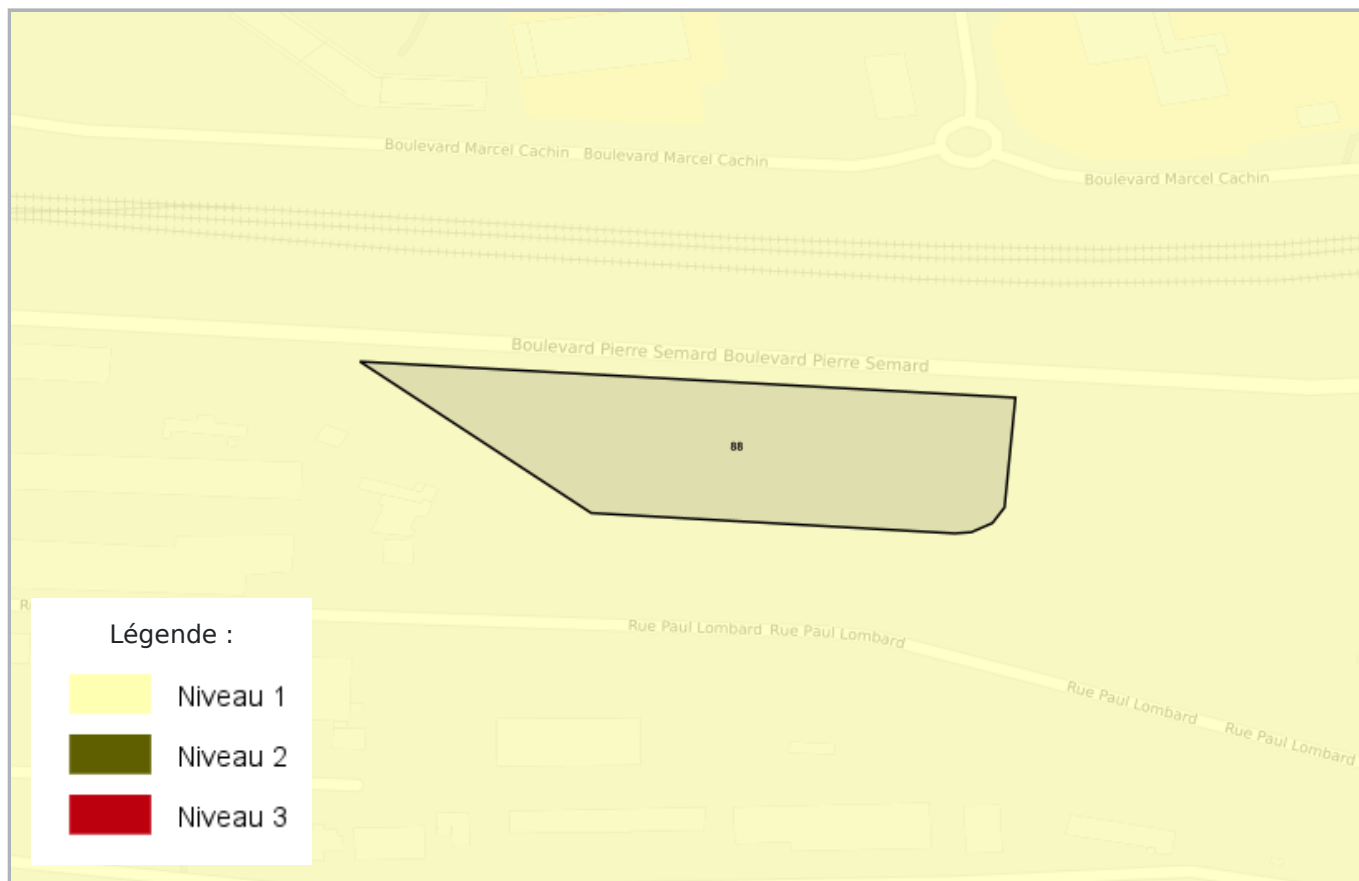 Boulevard Marcel Cachin
Boulevard Marcel Cachin
Boulevard Marcel Cachin
Boulevard Pierre Semard
Boulevard Pierre Semard
88
Rue Paul Lombard
Rue Paul Lombard
Rue Paul Lombard
Rue Paul Lombard
Légende :
Niveau 1
Niveau 2
Niveau 3